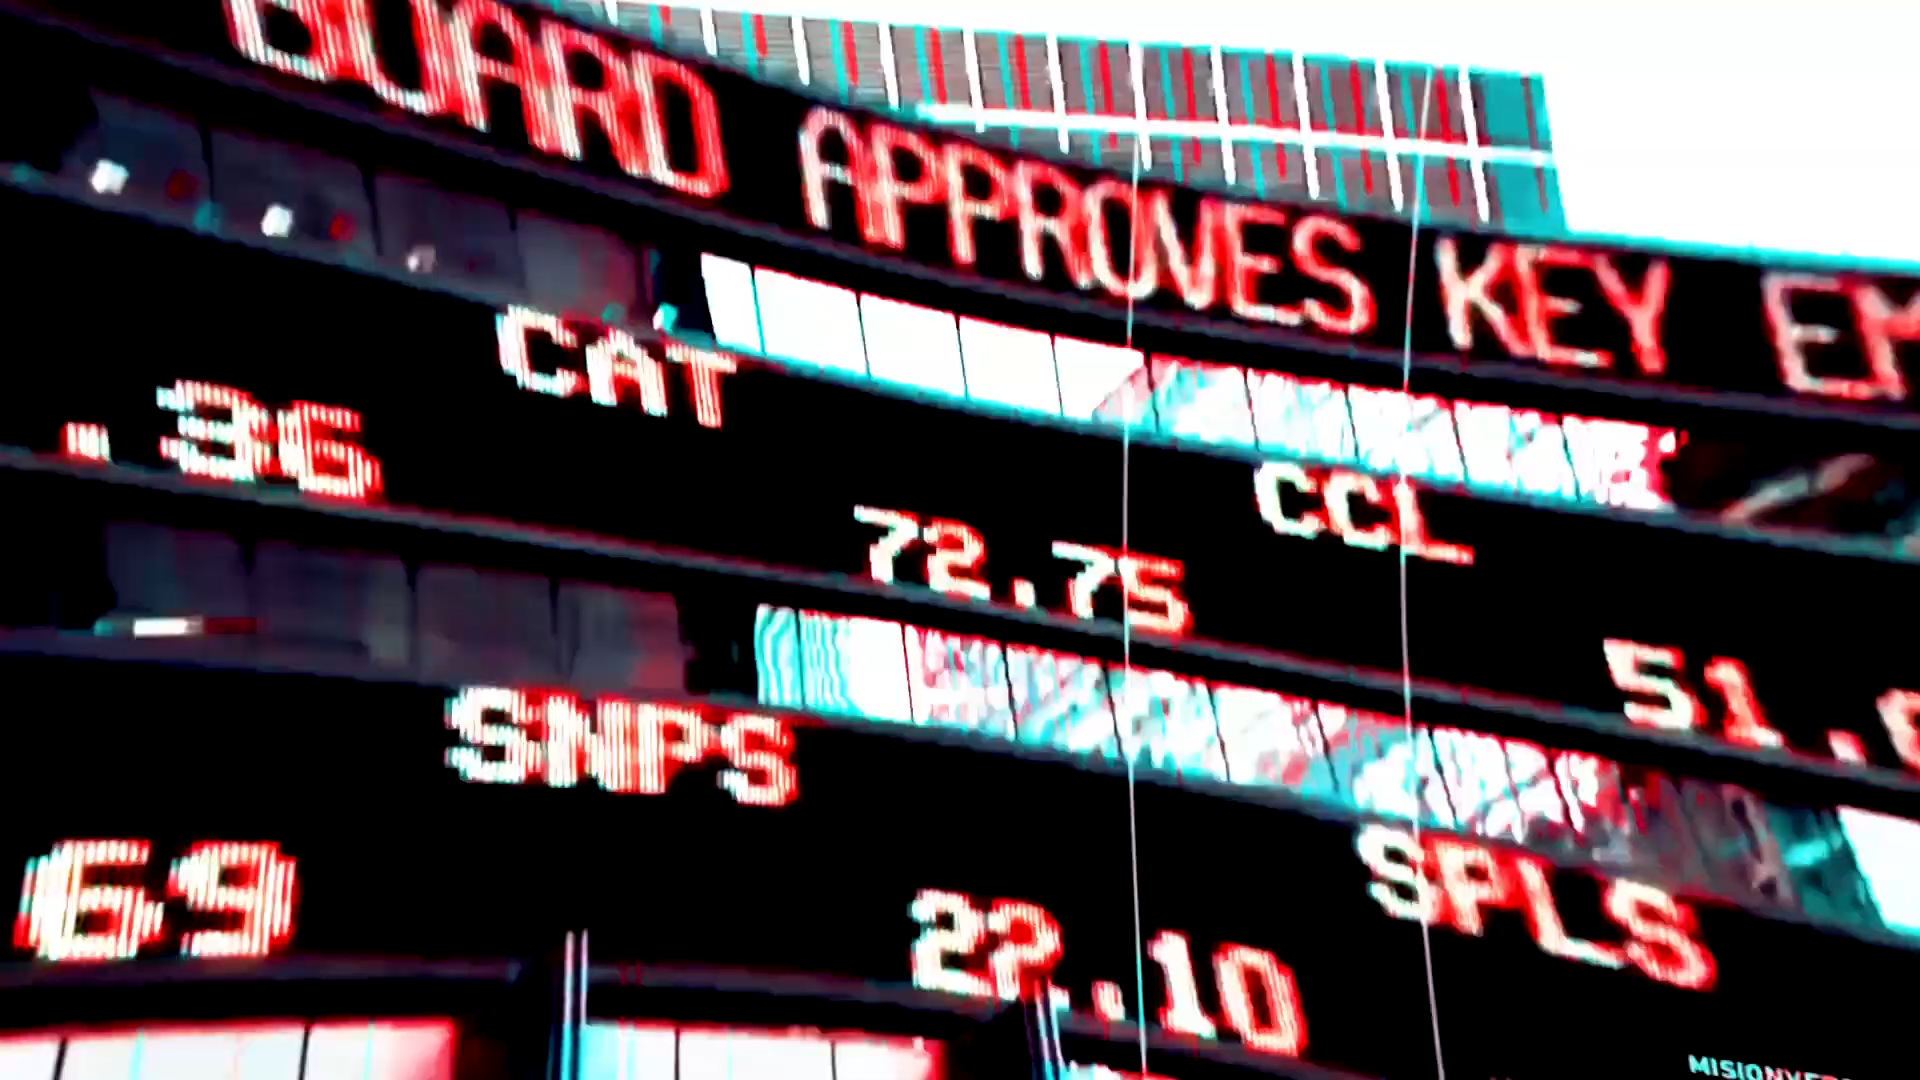 BOARD APPROVES KEY
CAT CCL
.36 72.75 51.
SNPS SPLS
69 22.10